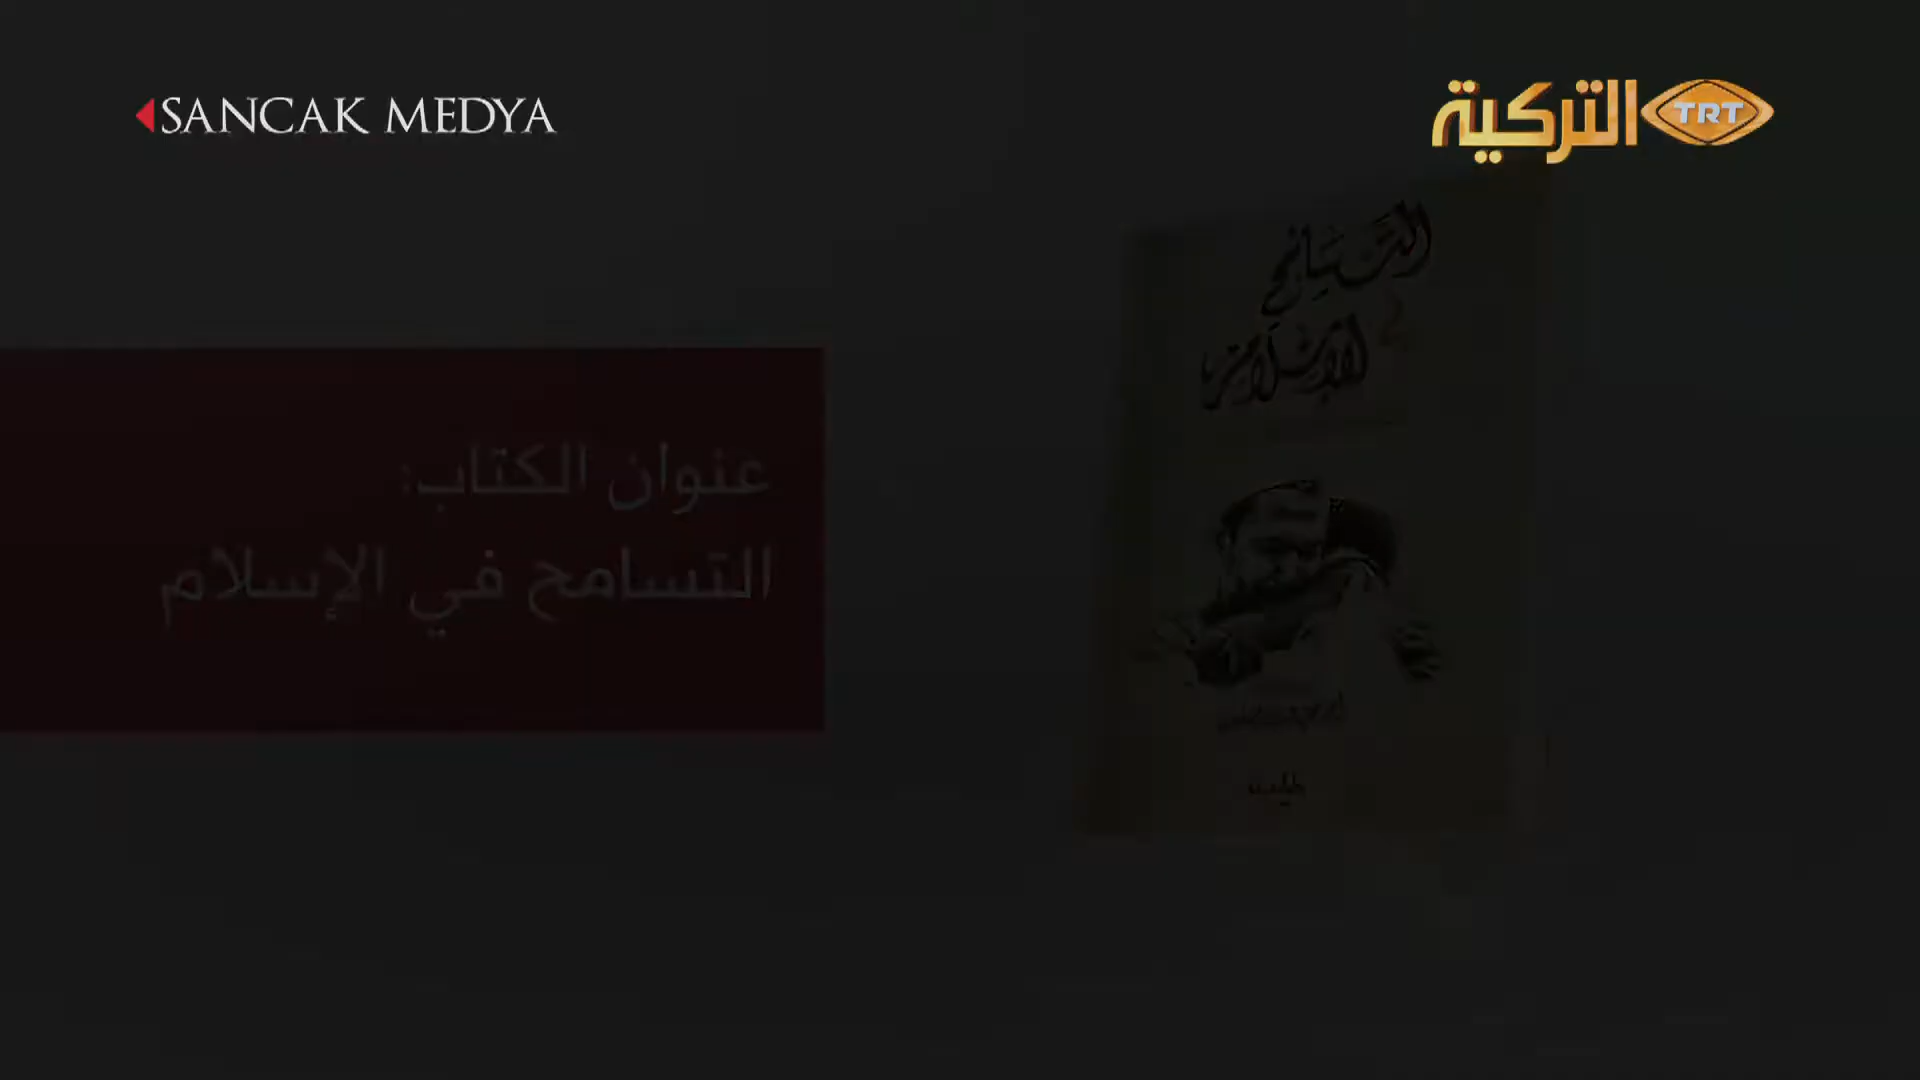 SANCAK MEDYA
التركية TRT
عنوان الكتاب:
التسامح في الإسلام
التسامح
في
الإسلام